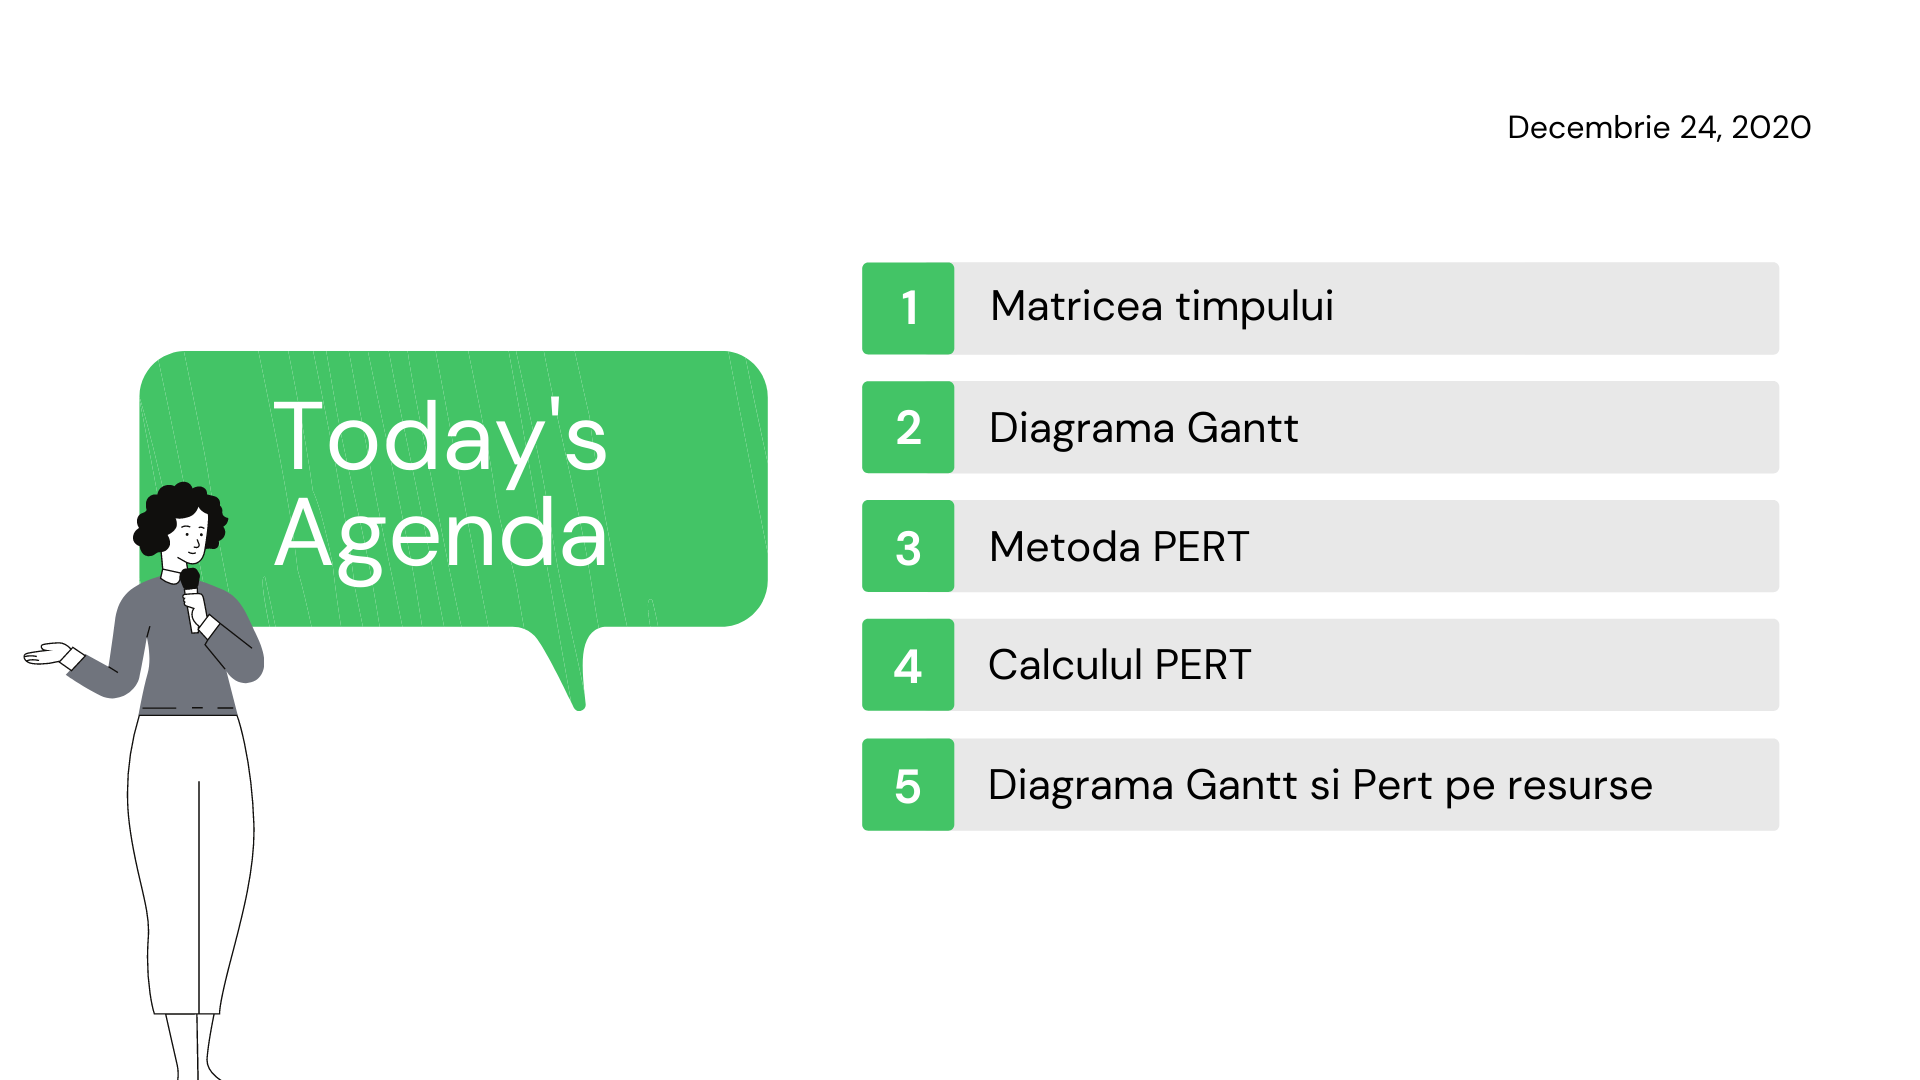 Decembrie 24, 2020
Today's
Agenda
1 Matricea timpului
2 Diagrama Gantt
3 Metoda PERT
4 Calculul PERT
5 Diagrama Gantt si Pert pe resurse